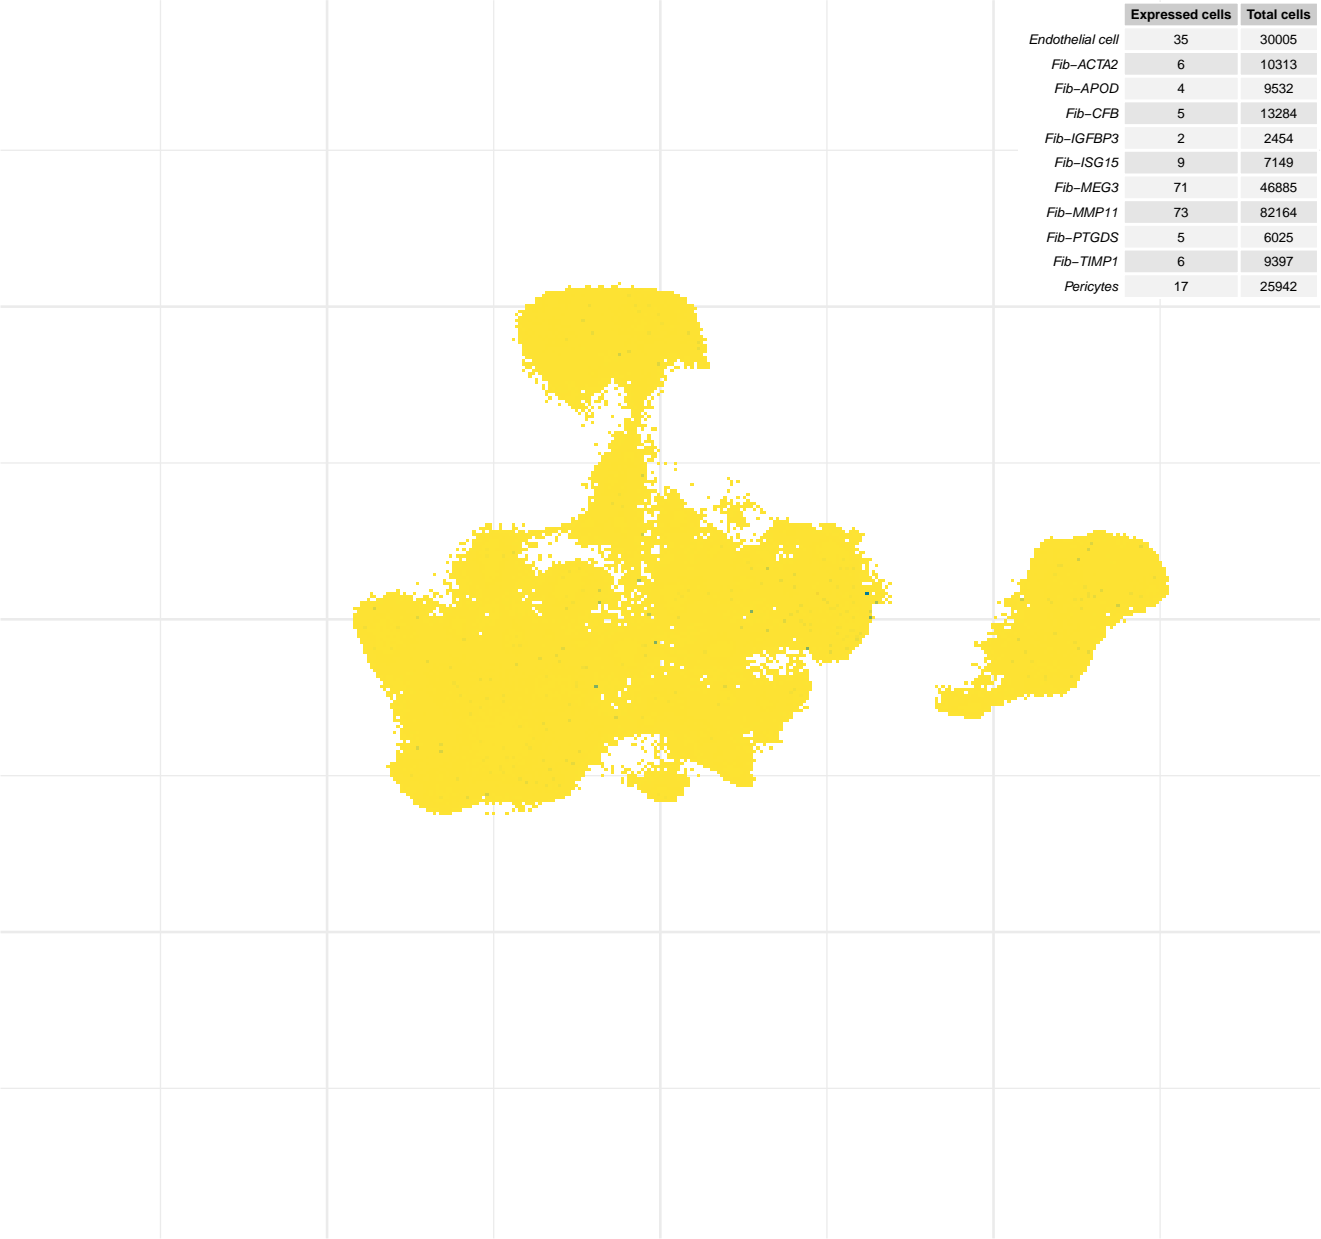 Expressed cells Total cells
Endothelial cell 35 30005
Fib−ACTA2 6 10313
Fib−APOD 4 9532
Fib−CFB 5 13284
Fib−IGFBP3 2 2454
Fib−ISG15 9 7149
Fib−MEG3 71 46885
Fib−MMP11 73 82164
Fib−PTGDS 5 6025
Fib−TIMP1 6 9397
Pericytes 17 25942